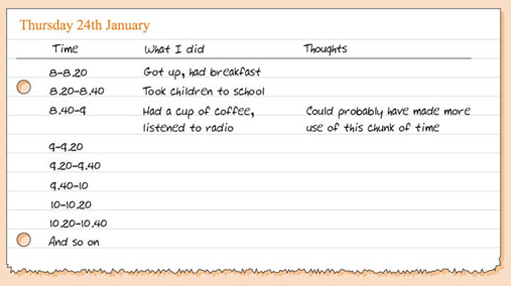 Thursday 24th January
Time What I did Thoughts
8-8.20 Got up, had breakfast
8.20-8.40 Took children to school
8.40-9 Had a cup of coffee, Could probably have made more
listened to radio use of this chunk of time
9-9.20
9.20-9.40
9.40-10
10-10.20
10.20-10.40
And so on